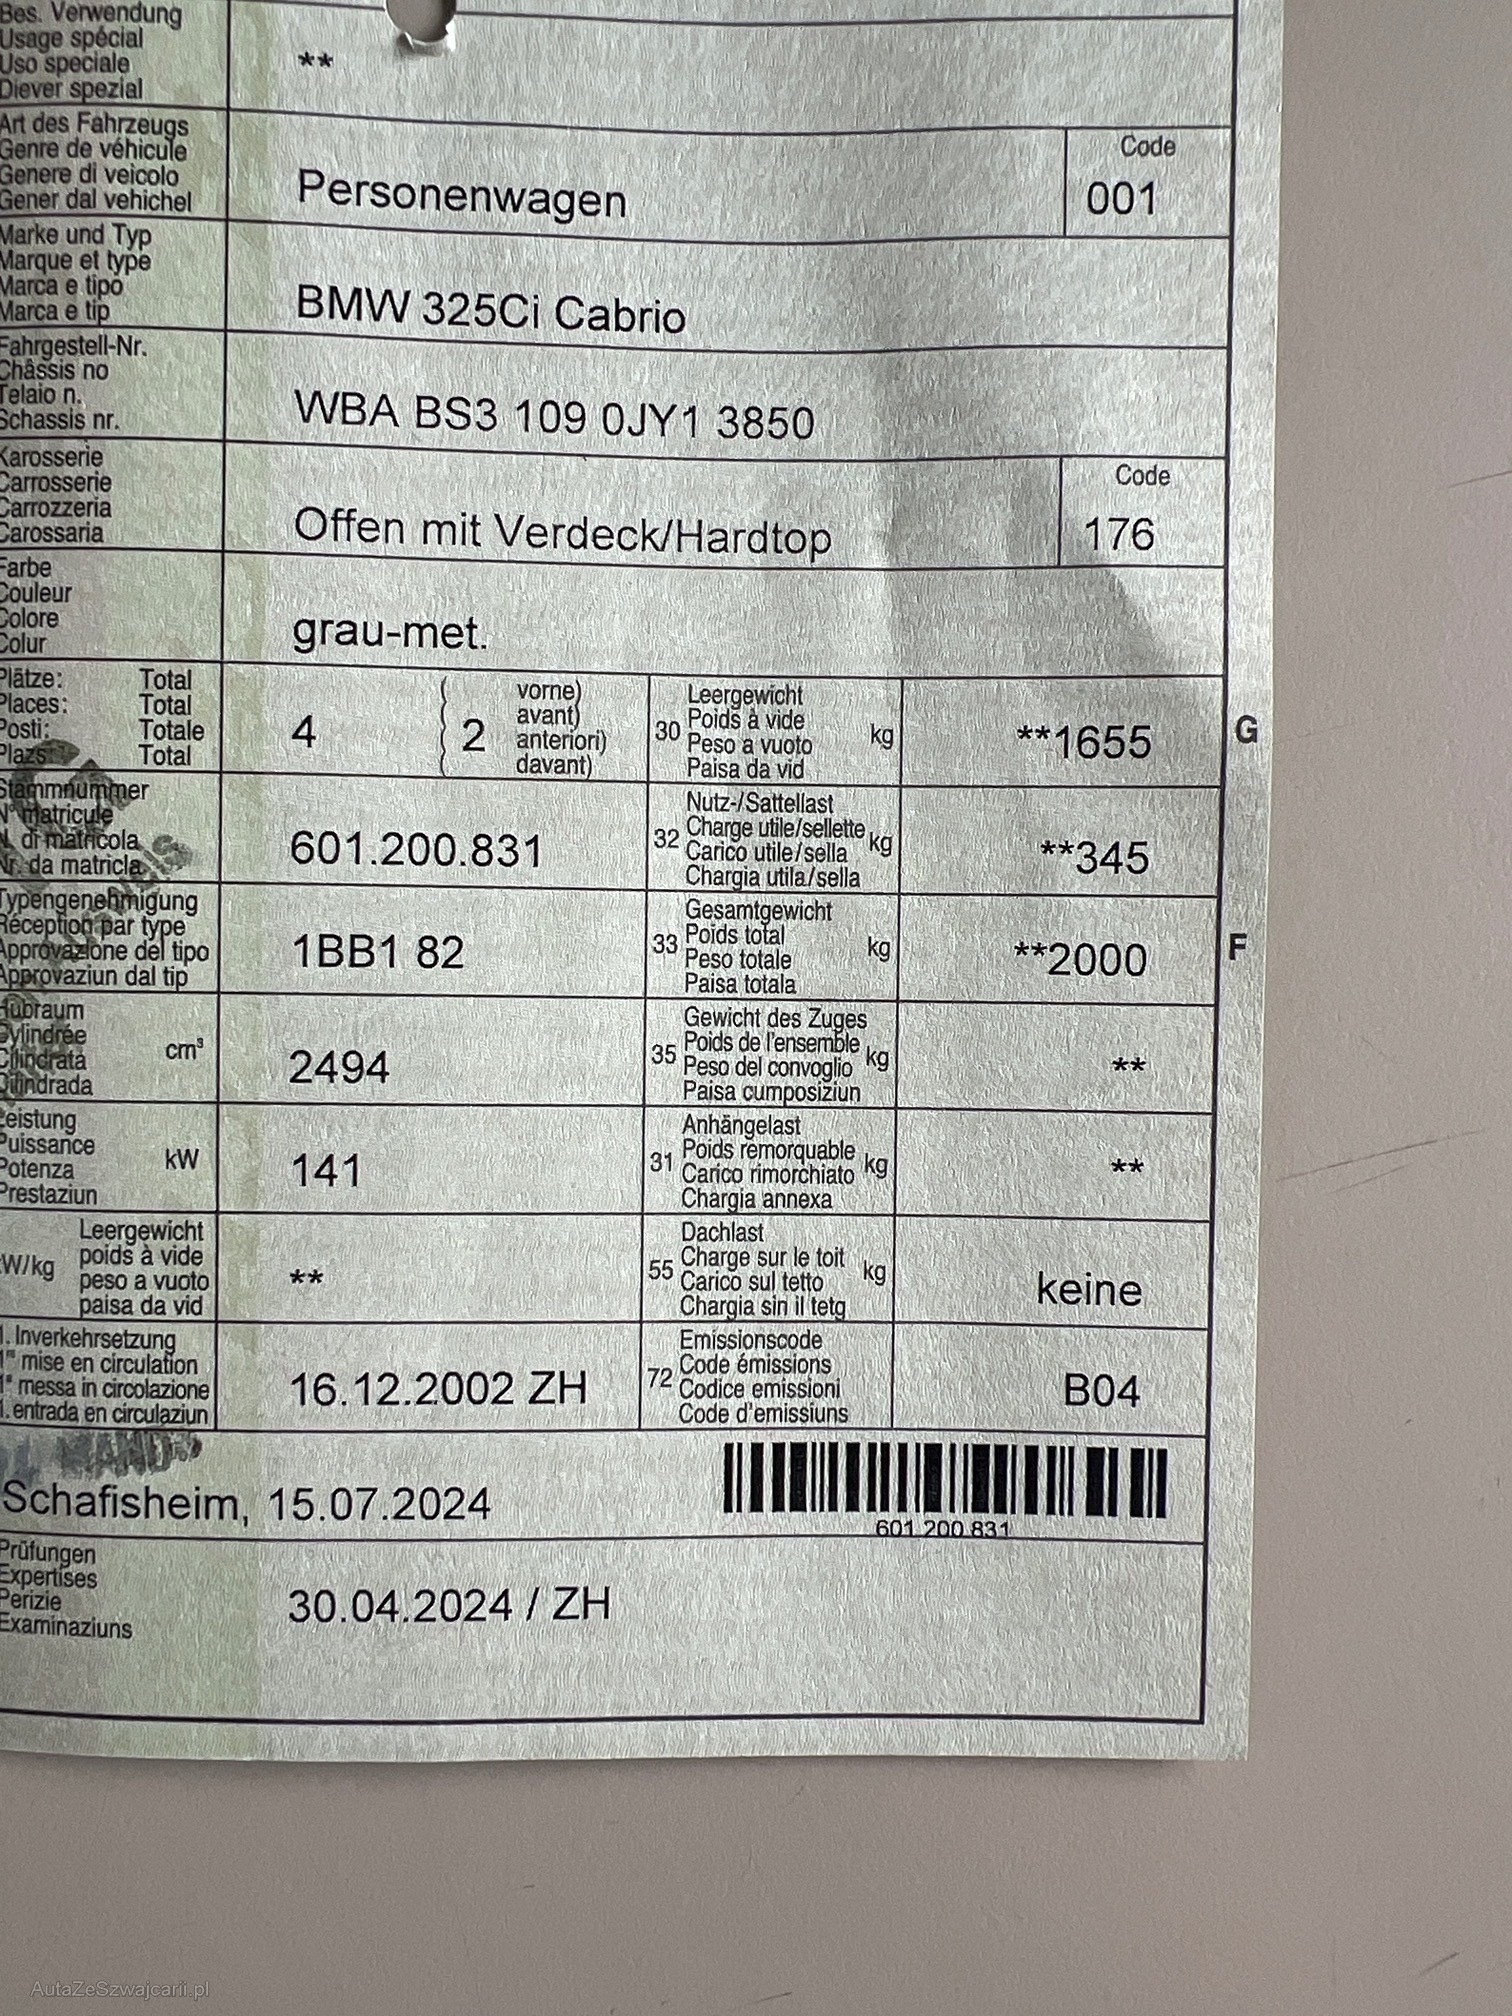 Bes. Verwendung
Usage spécial
Uso speciale
Diever spezial
**
Art des Fahrzeugs
Genre de véhicule
Genere di veicolo
Gener dal vehichel
Personenwagen
Code
001
Marke und Typ
Marque et type
Marca e tipo
Marca e tip
BMW 325Ci Cabrio
Fahrgestell-Nr.
Châssis no
Telaio n.
Schassis nr.
WBA BS3 109 0JY1 3850
Karosserie
Carrosserie
Carrozzeria
Carossaria
Offen mit Verdeck/Hardtop
Code
176
Farbe
Couleur
Colore
Colur
grau-met.
Plätze: Total
Places: Total
Posti: Totale
Plazs: Total
4 ( 2
vorne)
avant)
anteriori)
davant)
30
Leergewicht
Poids à vide
Peso a vuoto
Paisa da vid
kg
**1655
G
Stammnummer
N° matricule
N. di matricola
Nr. da matricla
601.200.831
32
Nutz-/Sattellast
Charge utile/sellette
Carico utile/sella
Chargia utila/sella
kg
**345
Typengenehmigung
Réception par type
Approvazione del tipo
Approvaziun dal tip
1BB1 82
33
Gesamtgewicht
Poids total
Peso totale
Paisa totala
kg
**2000
F
Hubraum
Cylindrée
Cilindrata
Cilindrada
cm³
2494
35
Gewicht des Zuges
Poids de l'ensemble
Peso del convoglio
Paisa cumposiziun
kg
**
Leistung
Puissance
Potenza
Prestaziun
kW
141
31
Anhängelast
Poids remorquable
Carico rimorchiato
Chargia annexa
kg
**
W/kg
Leergewicht
poids à vide
peso a vuoto
paisa da vid
**
55
Dachlast
Charge sur le toit
Carico sul tetto
Chargia sin il tetg
kg
keine
1. Inverkehrsetzung
1re mise en circulation
1a messa in circolazione
1. entrada en circulaziun
16.12.2002 ZH
72
Emissionscode
Code émissions
Codice emissioni
Code d'emissiuns
B04
Schafisheim, 15.07.2024
601 200 831
Prüfungen
Expertises
Perizie
Examinaziuns
30.04.2024 / ZH
AutaZeSzwajcarii.pl